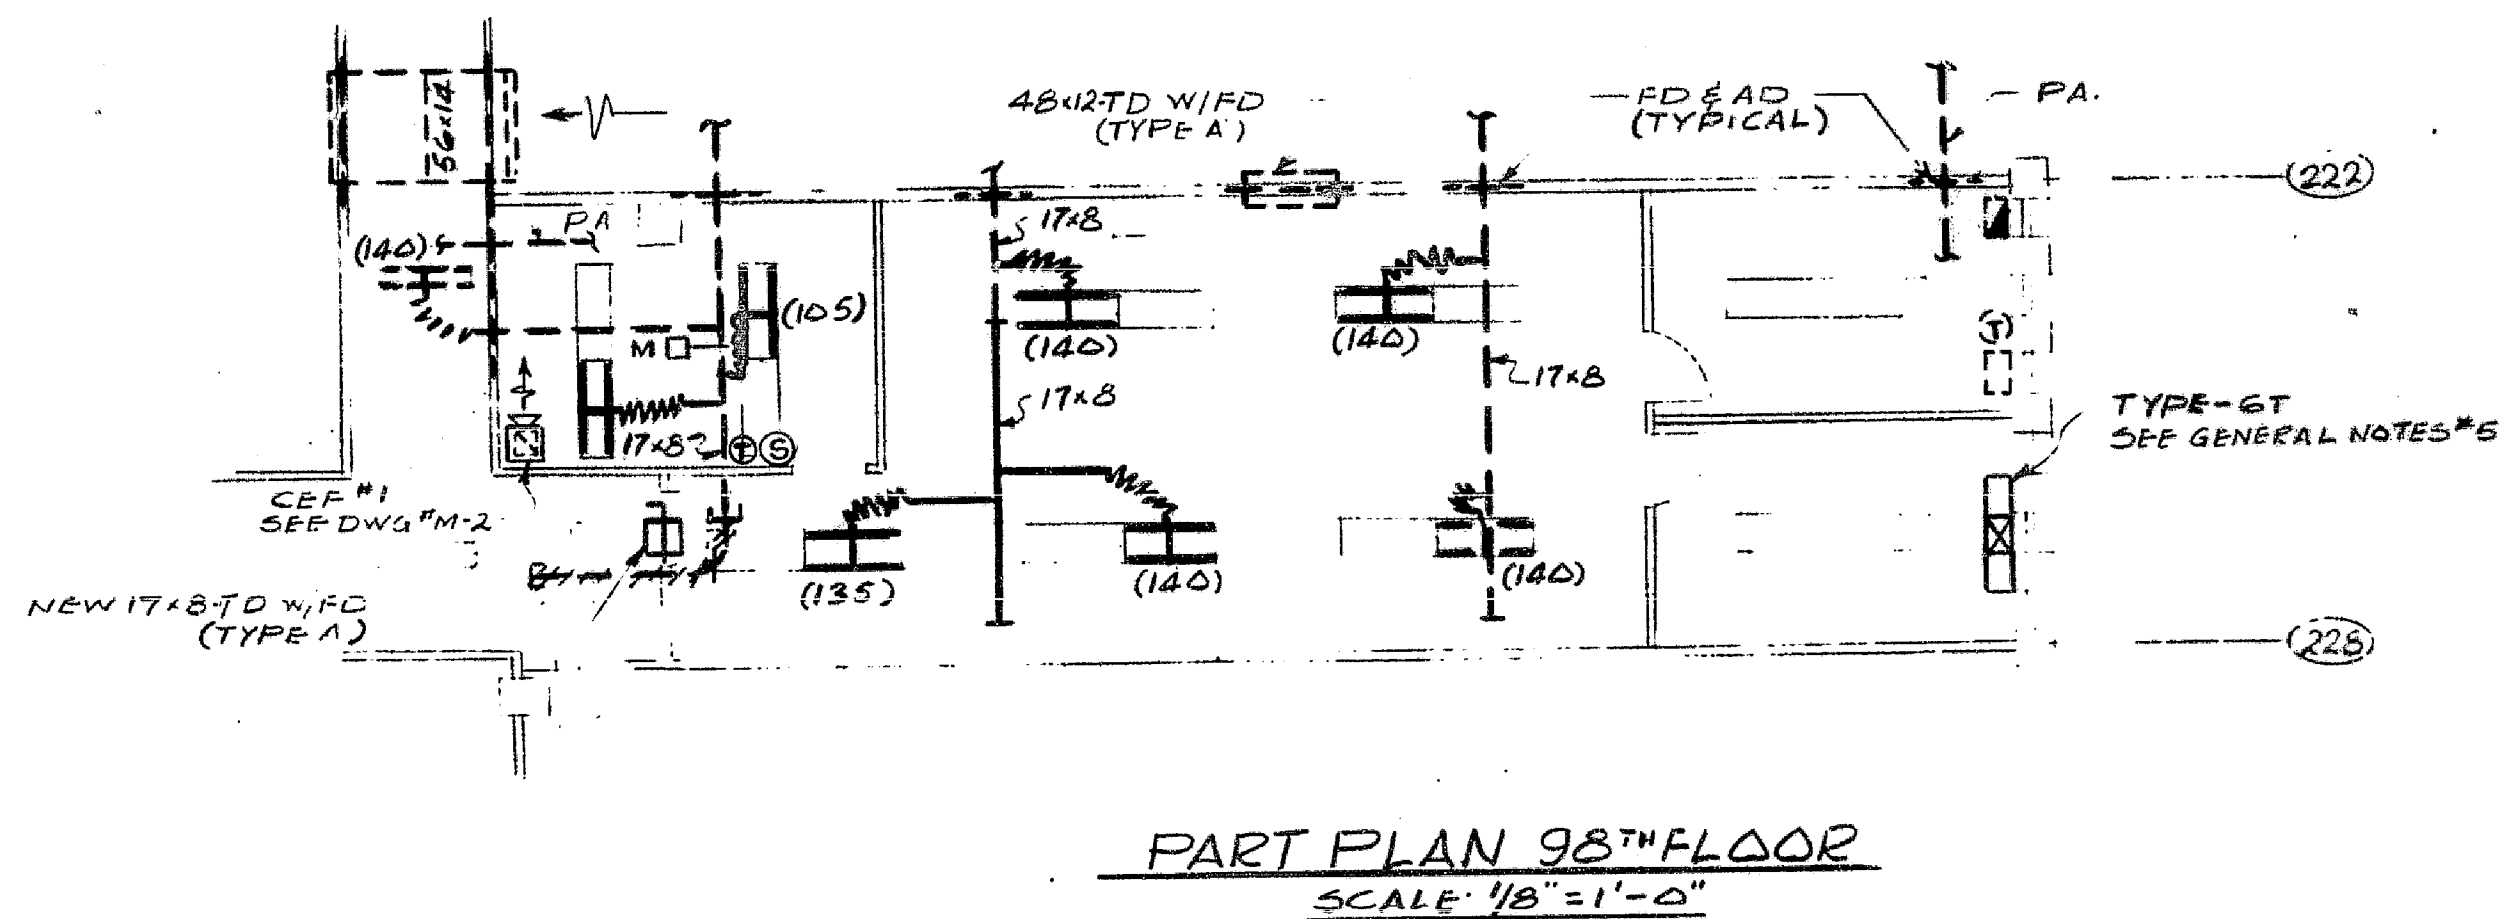 56x14
48x12-TD W/FD
(TYPE A)
FD & AD
(TYPICAL)
PA.
222
PA
(140)
17x8
(105)
M
(140)
(140)
T
17x8
17x8
17x8
T
S
TYPE-6T
SEE GENERAL NOTES #5
CEF #1
SEE DWG #M-2
(135)
(140)
(140)
NEW 17x8-TD W/FD
(TYPE A)
228
PART PLAN 98TH FLOOR
SCALE 1/8" = 1'-0"